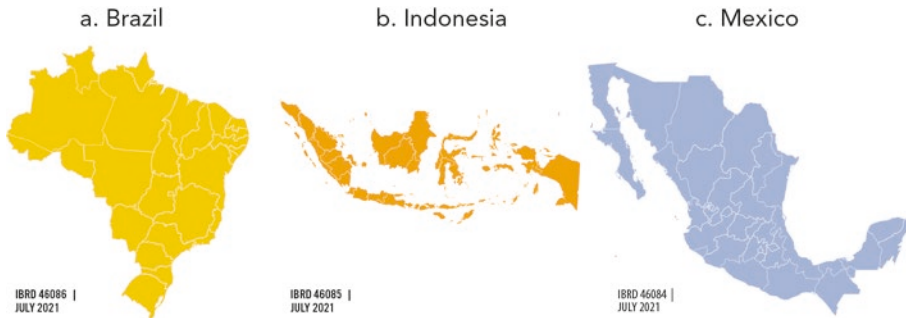 a. Brazil
b. Indonesia
c. Mexico
IBRD 46086 |
JULY 2021
IBRD 46085 |
JULY 2021
IBRD 46084 |
JULY 2021